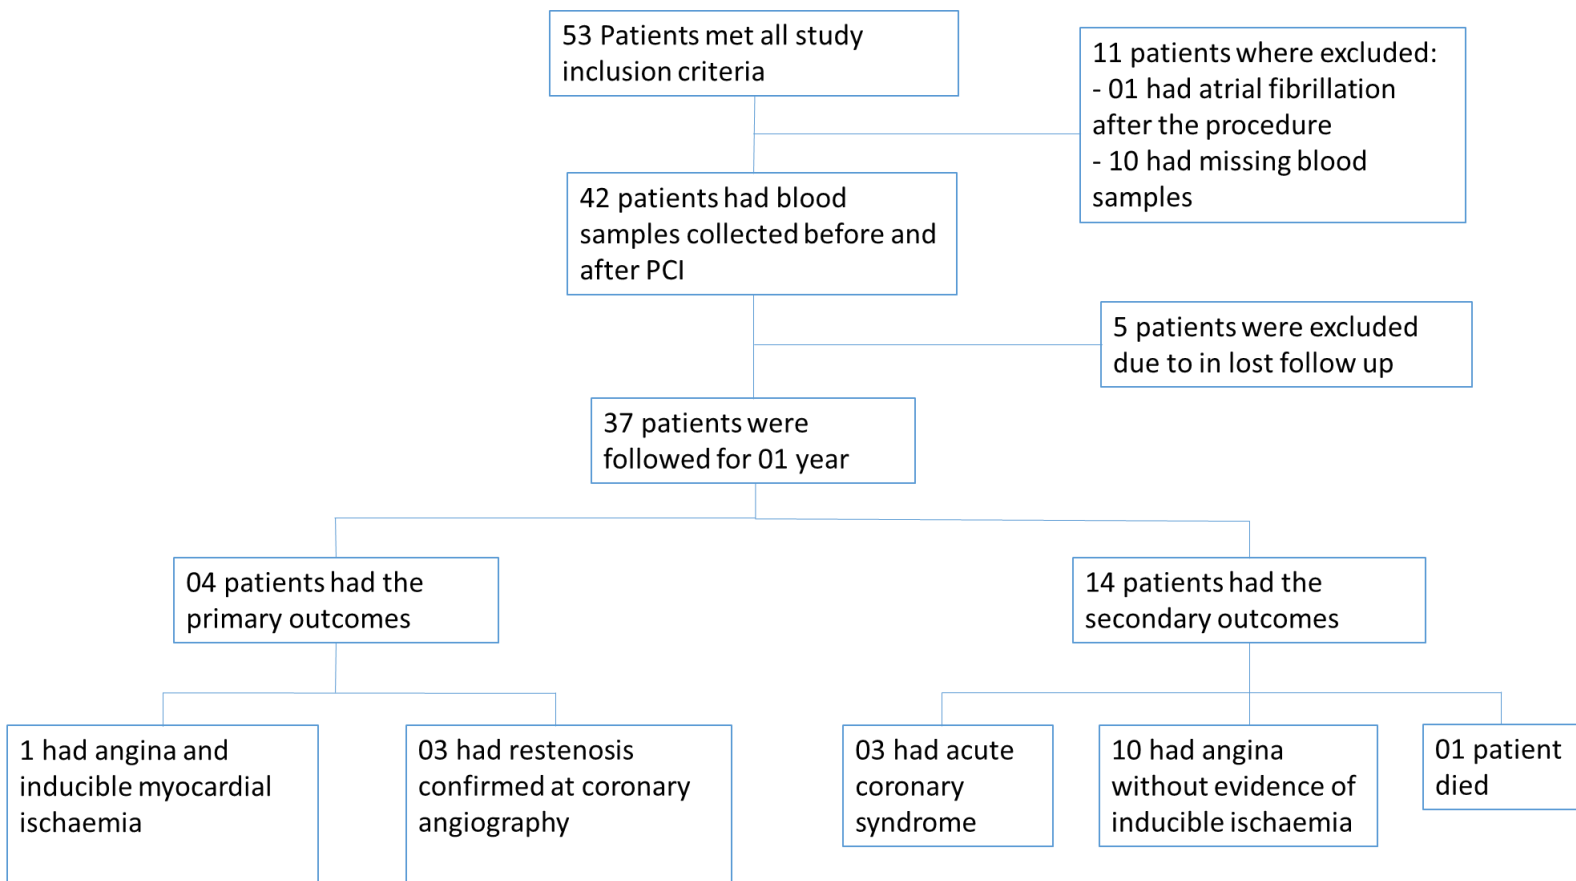 53 Patients met all study
inclusion criteria
11 patients where excluded:
- 01 had atrial fibrillation
after the procedure
- 10 had missing blood
samples
42 patients had blood
samples collected before and
after PCI
5 patients were excluded
due to in lost follow up
37 patients were
followed for 01 year
04 patients had the
primary outcomes
14 patients had the
secondary outcomes
1 had angina and
inducible myocardial
ischaemia
03 had restenosis
confirmed at coronary
angiography
03 had acute
coronary
syndrome
10 had angina
without evidence of
inducible ischaemia
01 patient
died